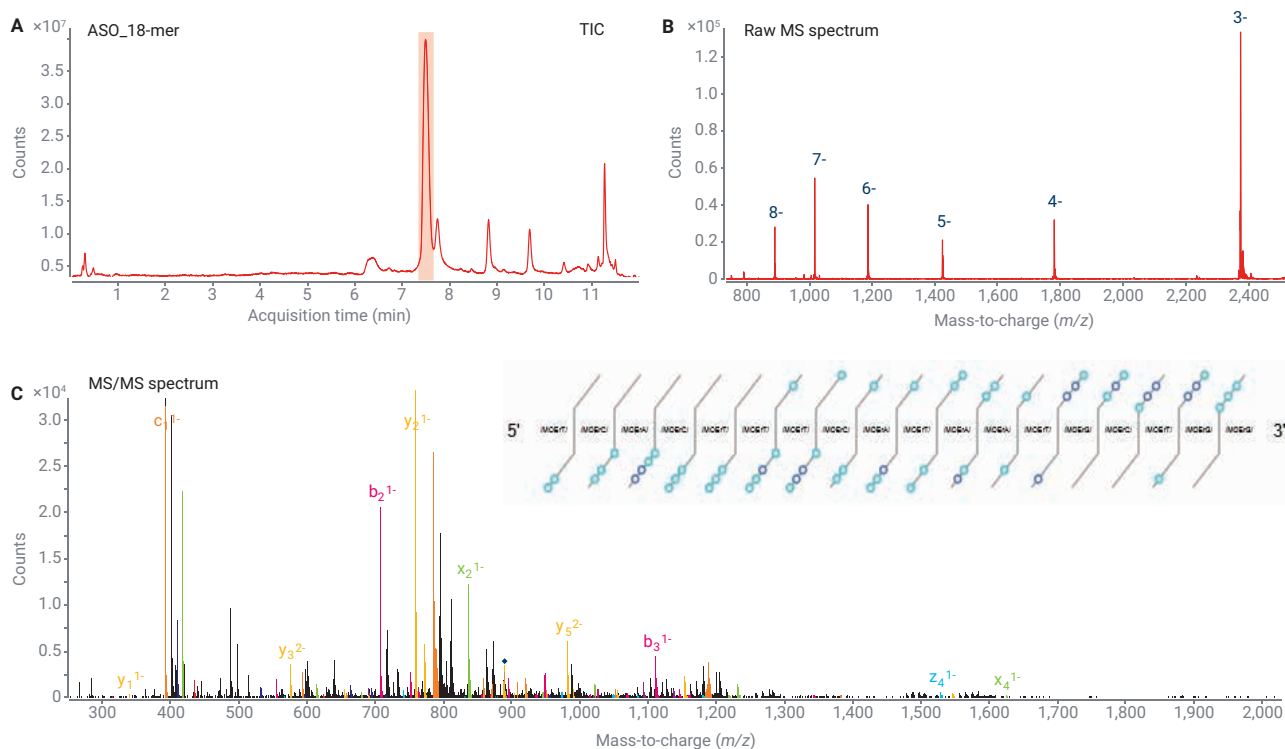 A ASO_18-mer TIC
×10⁷
3.5
3.0
2.5
2.0
1.5
1.0
0.5
Counts
1 2 3 4 5 6 7 8 9 10 11
Acquisition time (min)
B Raw MS spectrum
×10⁵
1.2
1.0
0.8
0.6
0.4
0.2
0
Counts
8-
7-
6-
5-
4-
3-
800 1,000 1,200 1,400 1,600 1,800 2,000 2,200 2,400
Mass-to-charge (m/z)
C MS/MS spectrum
×10⁴
3.0
2.5
2.0
1.5
1.0
0.5
0
Counts
y₁¹⁻
c₁¹⁻
y₃²⁻
b₂¹⁻
y₂¹⁻
x₂¹⁻
y₅²⁻
b₃¹⁻
z₄¹⁻
x₄¹⁻
5' 3'
300 400 500 600 700 800 900 1,000 1,100 1,200 1,300 1,400 1,500 1,600 1,700 1,800 1,900 2,000
Mass-to-charge (m/z)